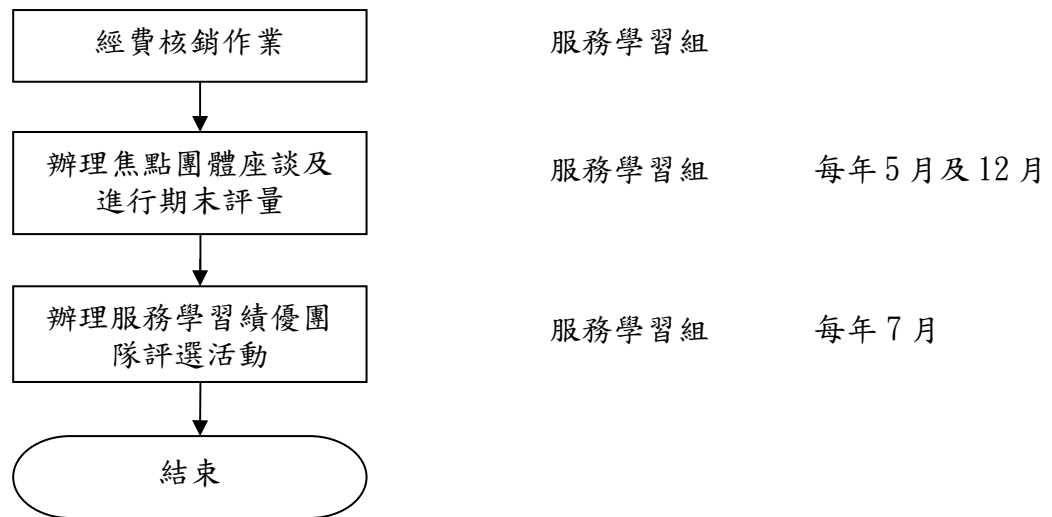 經費核銷作業 服務學習組
辦理焦點團體座談及
進行期末評量
服務學習組 每年5月及12月
辦理服務學習績優團
隊評選活動
服務學習組 每年7月
結束